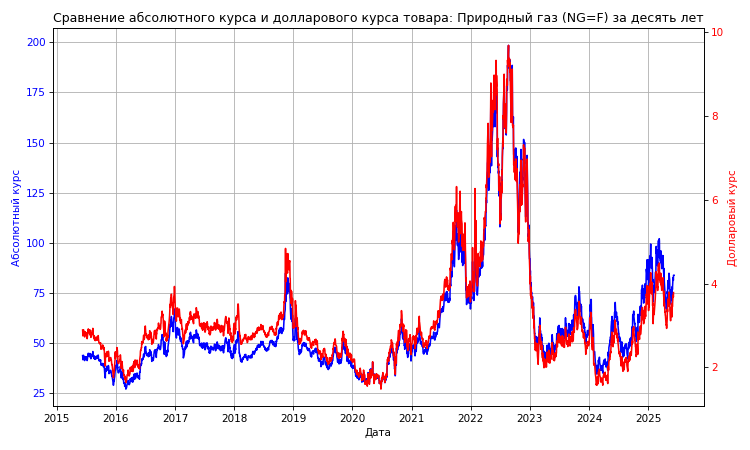 Сравнение абсолютного курса и долларового курса товара: Природный газ (NG=F) за десять лет
200
175
150
125
100
75
50
25
Абсолютный курс
10
8
6
4
2
Долларовый курс
2015 2016 2017 2018 2019 2020 2021 2022 2023 2024 2025
Дата